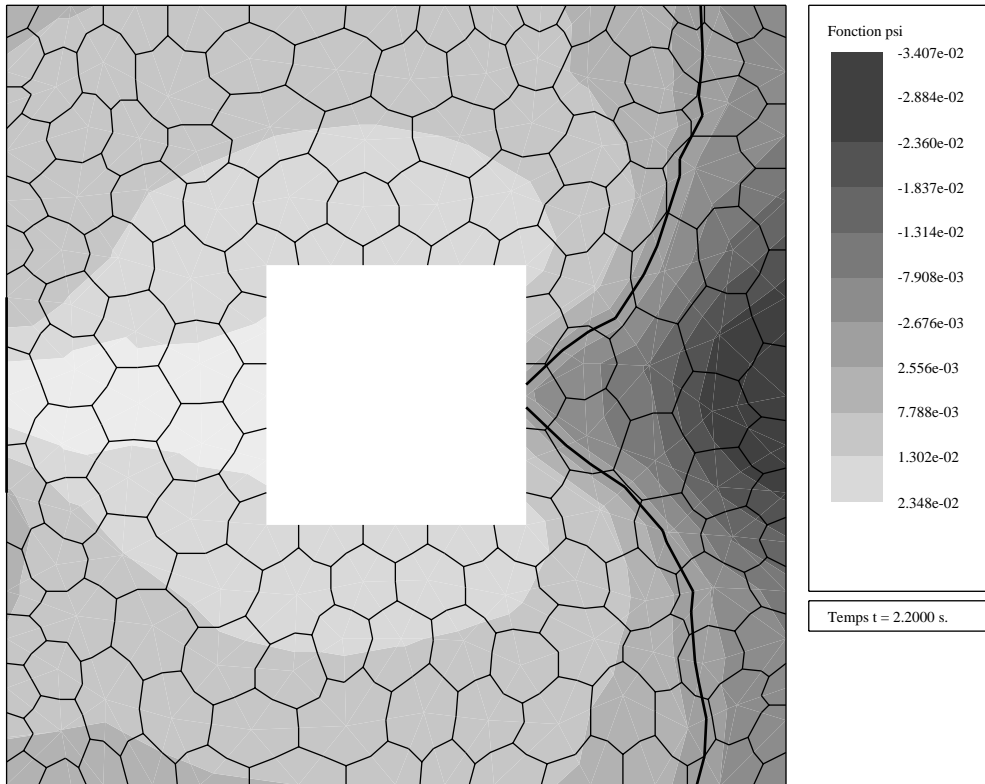 Fonction psi
-3.407e-02
-2.884e-02
-2.360e-02
-1.837e-02
-1.314e-02
-7.908e-03
-2.676e-03
2.556e-03
7.788e-03
1.302e-02
2.348e-02
Temps t = 2.2000 s.